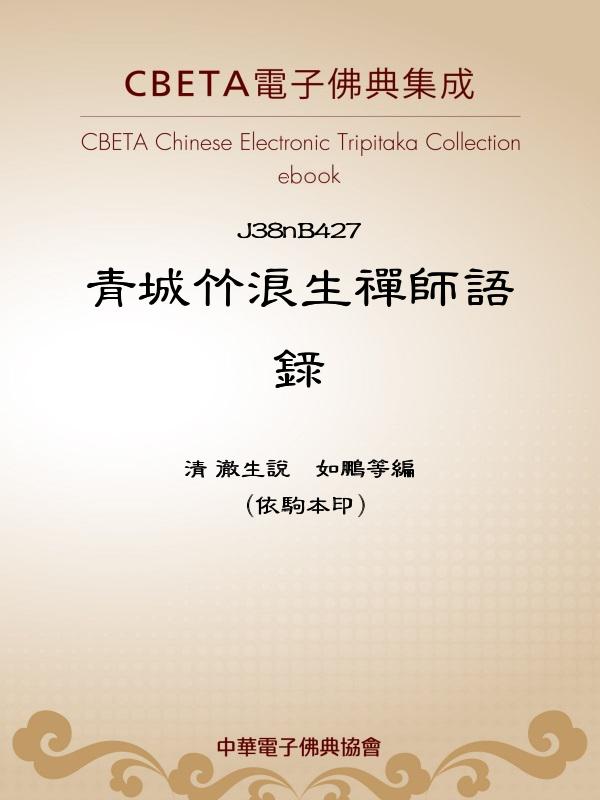 CBETA電子佛典集成
CBETA Chinese Electronic Tripitaka Collection
ebook
J38nB427
青城竹浪生禪師語
錄
清 澈生說　如鵬等編
（依駒本印）
中華電子佛典協會